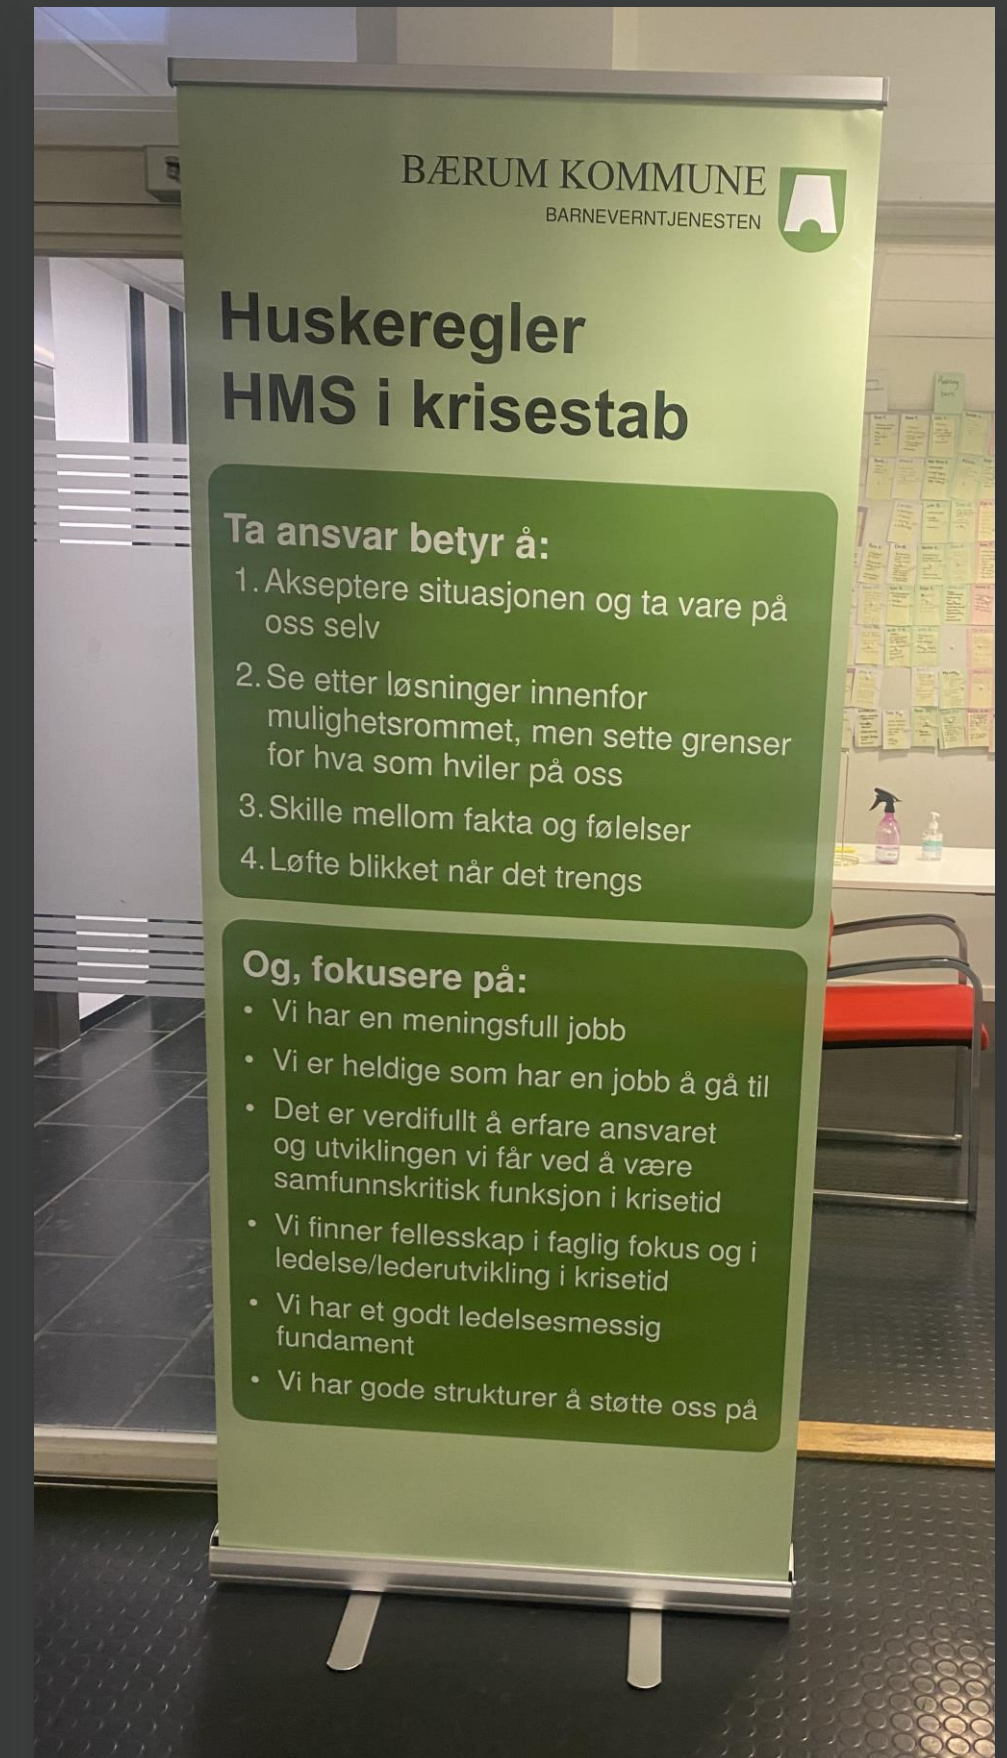 BÆRUM KOMMUNE
BARNEVERNTJENESTEN
Huskeregler
HMS i krisestab
Ta ansvar betyr å:
1. Akseptere situasjonen og ta vare på
oss selv
2. Se etter løsninger innenfor
mulighetsrommet, men sette grenser
for hva som hviler på oss
3. Skille mellom fakta og følelser
4. Løfte blikket når det trengs
Og, fokusere på:
• Vi har en meningsfull jobb
• Vi er heldige som har en jobb å gå til
• Det er verdifullt å erfare ansvaret
og utviklingen vi får ved å være
samfunnskritisk funksjon i krisetid
• Vi finner fellesskap i faglig fokus og i
ledelse/lederutvikling i krisetid
• Vi har et godt ledelsesmessig
fundament
• Vi har gode strukturer å støtte oss på